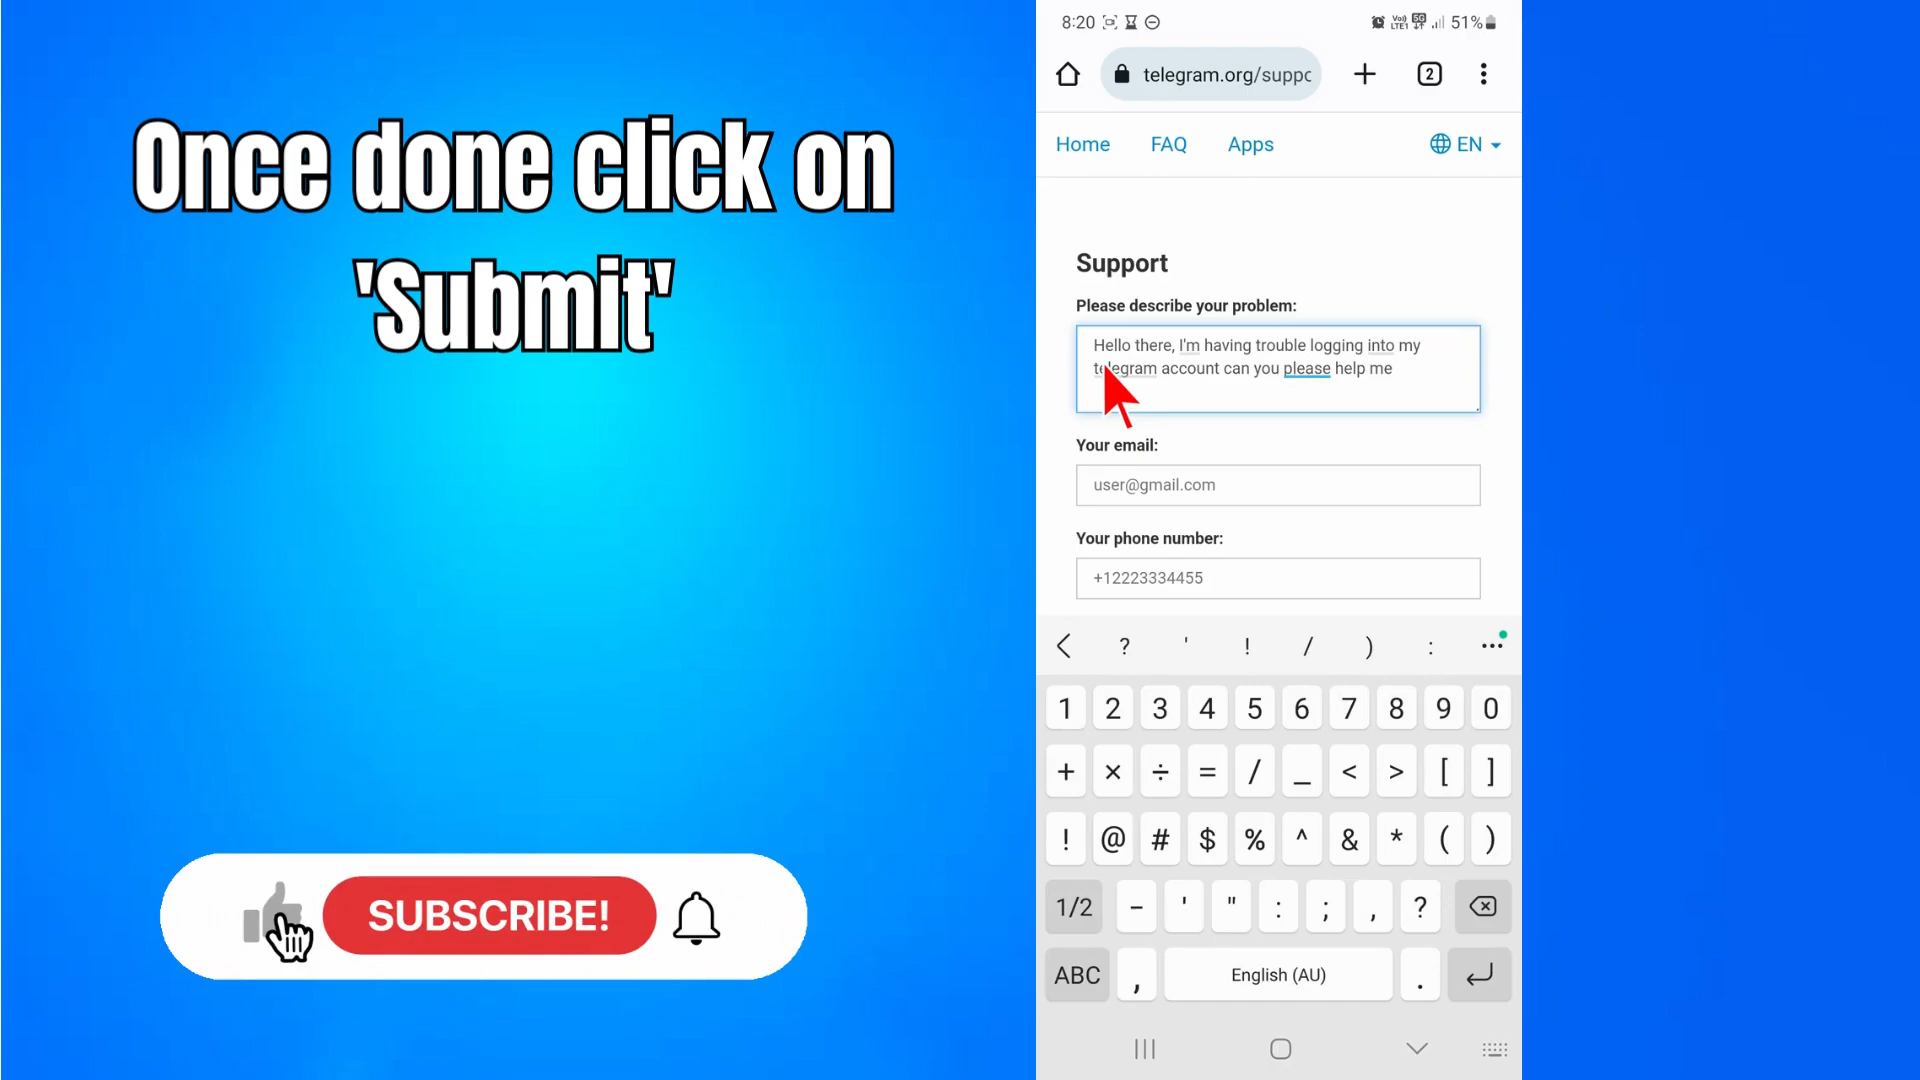 Once done click on
'Submit'
SUBSCRIBE!
8:20
51%
telegram.org/suppo
2
Home FAQ Apps EN
Support
Please describe your problem:
Hello there, I'm having trouble logging into my
telegram account can you please help me
Your email:
user@gmail.com
Your phone number:
+12223334455
? ' ! / ) : ...
1 2 3 4 5 6 7 8 9 0
+ × ÷ = / _ < > [ ]
! @ # $ % ^ & * ( )
1/2 - ' " : ; , ?
ABC , English (AU) .